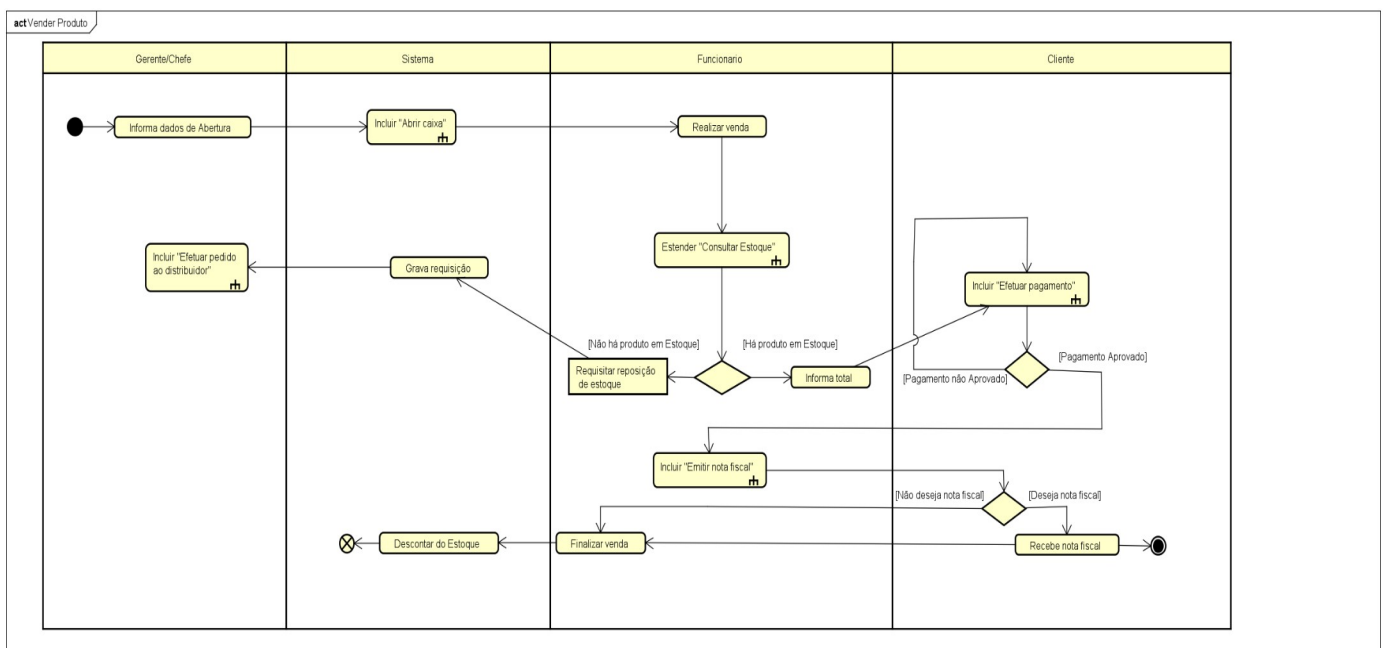 act Vender Produto
Gerente/Chefe
Sistema
Funcionario
Cliente
Informa dados de Abertura
Incluir "Abrir caixa"
Realizar venda
Incluir "Efetuar pedido
ao distribuidor"
Grava requisição
Estender "Consultar Estoque"
Incluir "Efetuar pagamento"
[Não há produto em Estoque]
[Há produto em Estoque]
Requisitar reposição
de estoque
Informa total
[Pagamento Aprovado]
[Pagamento não Aprovado]
Incluir "Emitir nota fiscal"
[Não deseja nota fiscal]
[Deseja nota fiscal]
Descontar do Estoque
Finalizar venda
Recebe nota fiscal